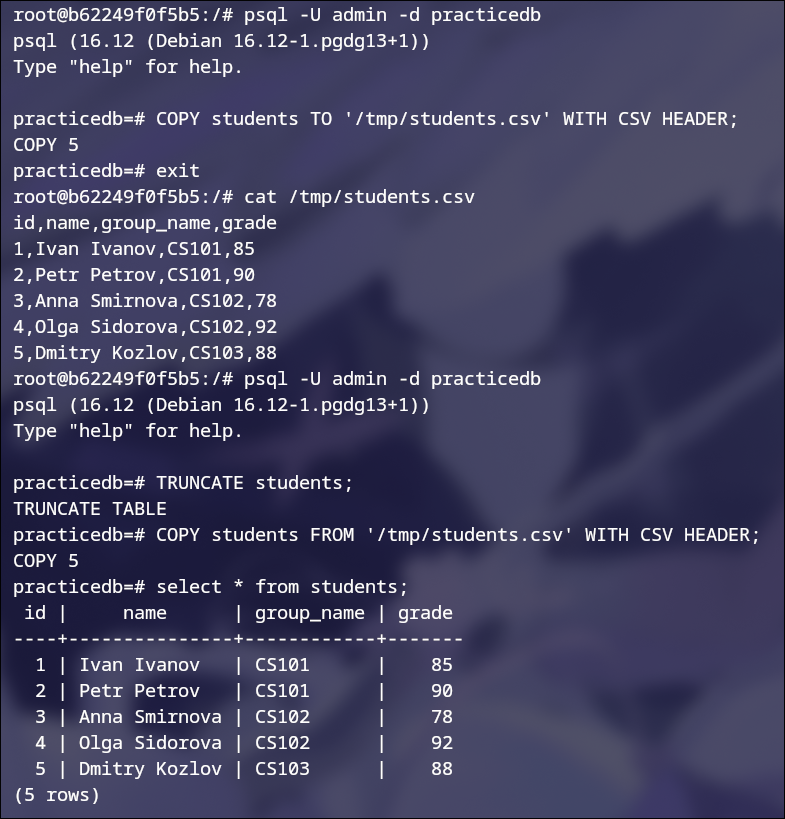 root@b62249f0f5b5:/# psql -U admin -d practicedb
psql (16.12 (Debian 16.12-1.pgdg13+1))
Type "help" for help.

practicedb=# COPY students TO '/tmp/students.csv' WITH CSV HEADER;
COPY 5
practicedb=# exit
root@b62249f0f5b5:/# cat /tmp/students.csv
id,name,group_name,grade
1,Ivan Ivanov,CS101,85
2,Petr Petrov,CS101,90
3,Anna Smirnova,CS102,78
4,Olga Sidorova,CS102,92
5,Dmitry Kozlov,CS103,88
root@b62249f0f5b5:/# psql -U admin -d practicedb
psql (16.12 (Debian 16.12-1.pgdg13+1))
Type "help" for help.

practicedb=# TRUNCATE students;
TRUNCATE TABLE
practicedb=# COPY students FROM '/tmp/students.csv' WITH CSV HEADER;
COPY 5
practicedb=# select * from students;
 id |     name      | group_name | grade
----+---------------+------------+-------
  1 | Ivan Ivanov   | CS101      |    85
  2 | Petr Petrov   | CS101      |    90
  3 | Anna Smirnova | CS102      |    78
  4 | Olga Sidorova | CS102      |    92
  5 | Dmitry Kozlov | CS103      |    88
(5 rows)